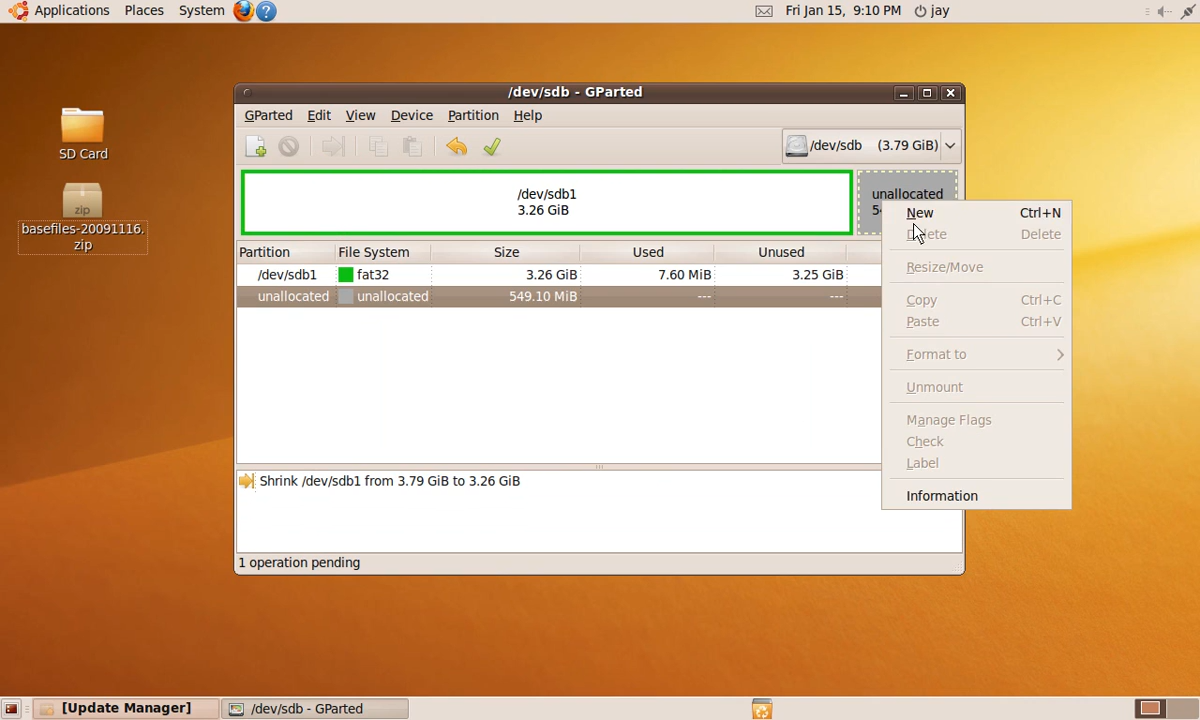 Applications Places System
Fri Jan 15, 9:10 PM jay
SD Card
zip
basefiles-20091116.
zip
/dev/sdb - GParted
GParted Edit View Device Partition Help
/dev/sdb (3.79 GiB)
/dev/sdb1
3.26 GiB
unallocated
Partition File System Size Used Unused
/dev/sdb1 fat32 3.26 GiB 7.60 MiB 3.25 GiB
unallocated unallocated 549.10 MiB --- ---
New Ctrl+N
Delete Delete
Resize/Move
Copy Ctrl+C
Paste Ctrl+V
Format to
Unmount
Manage Flags
Check
Label
Information
Shrink /dev/sdb1 from 3.79 GiB to 3.26 GiB
1 operation pending
[Update Manager] /dev/sdb - GParted